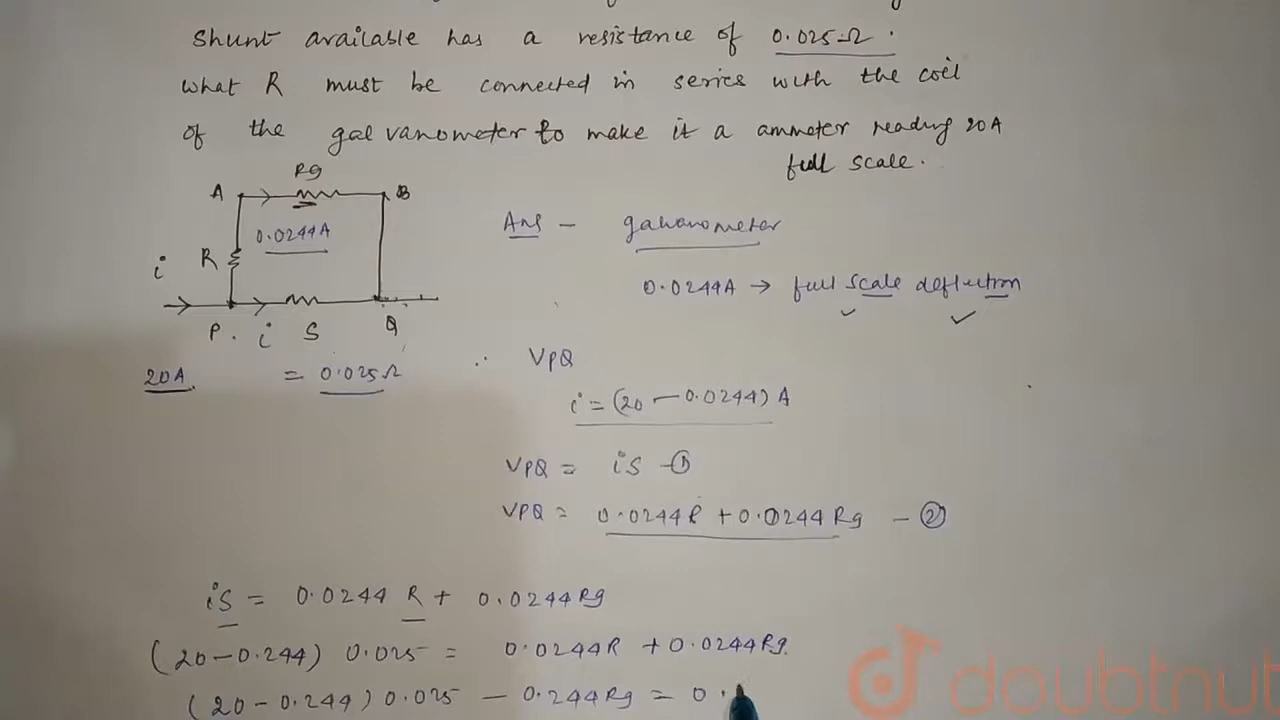 shunt available has a resistance of 0.025Ω.
what R must be connected in series with the coil
of the galvanometer to make it a ammeter reading 20A
full scale.
Rg
A B
0.0244A
R
i
P. i S Q
20A = 0.025Ω
Ans - galvanometer
0.0244A → full scale deflection
∴ VPQ
i = (20 - 0.0244) A
VPQ = iS -①
VPQ = 0.0244R + 0.0244Rg -②
iS = 0.0244 R + 0.0244Rg
(20-0.244) 0.025 = 0.0244R + 0.0244Rg.
(20-0.244) 0.025 - 0.244Rg = 0.
doubtnut